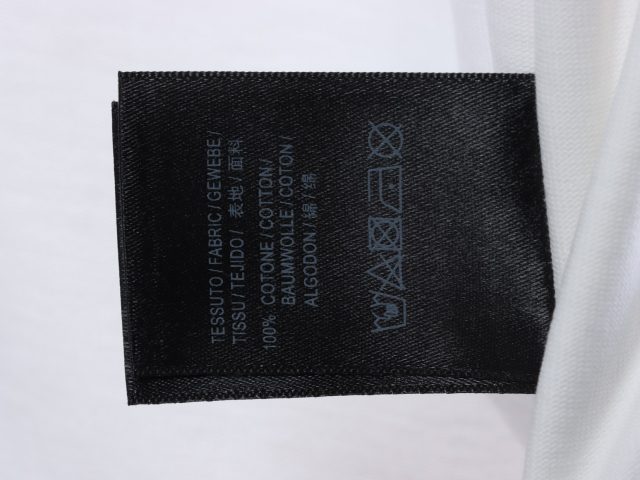 TESSUTO / FABRIC / GEWEBE /
TISSU / TEJIDO / 表地 / 面料
100% COTONE / COTTON /
BAUMWOLLE / COTON /
ALGODON / 綿 / 绵